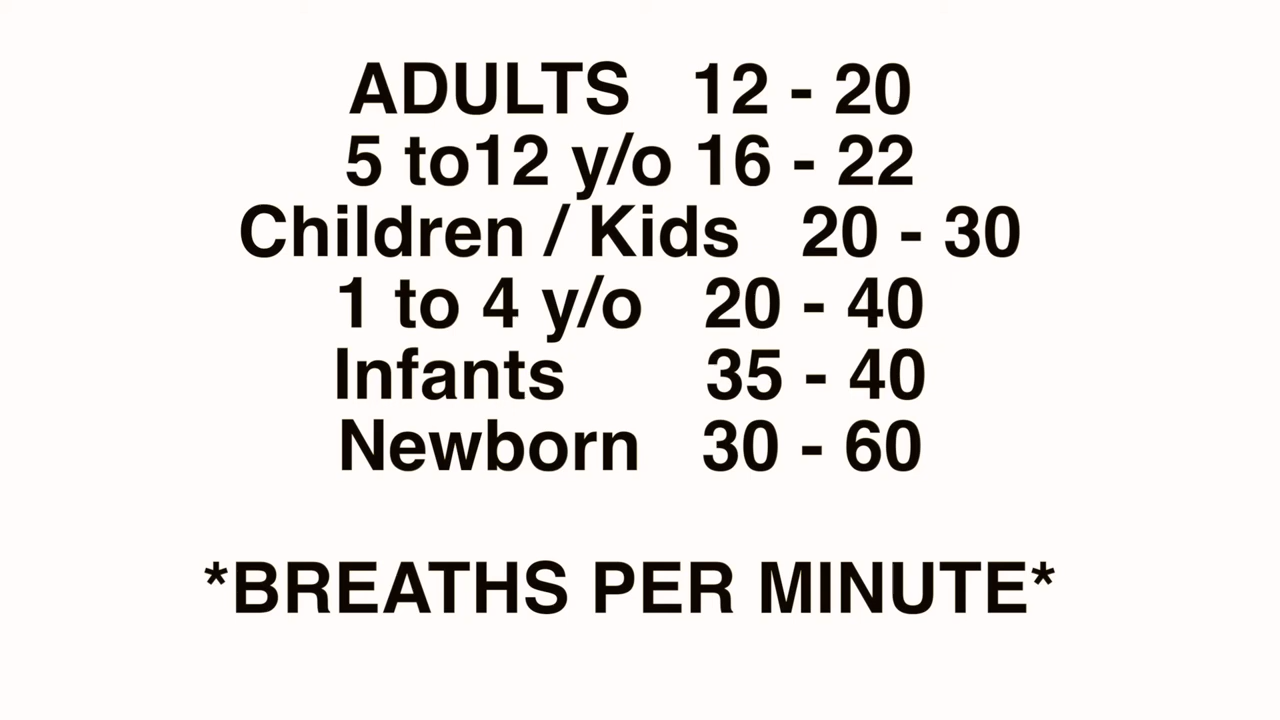 ADULTS 12 - 20
5 to12 y/o 16 - 22
Children / Kids 20 - 30
1 to 4 y/o 20 - 40
Infants 35 - 40
Newborn 30 - 60
*BREATHS PER MINUTE*